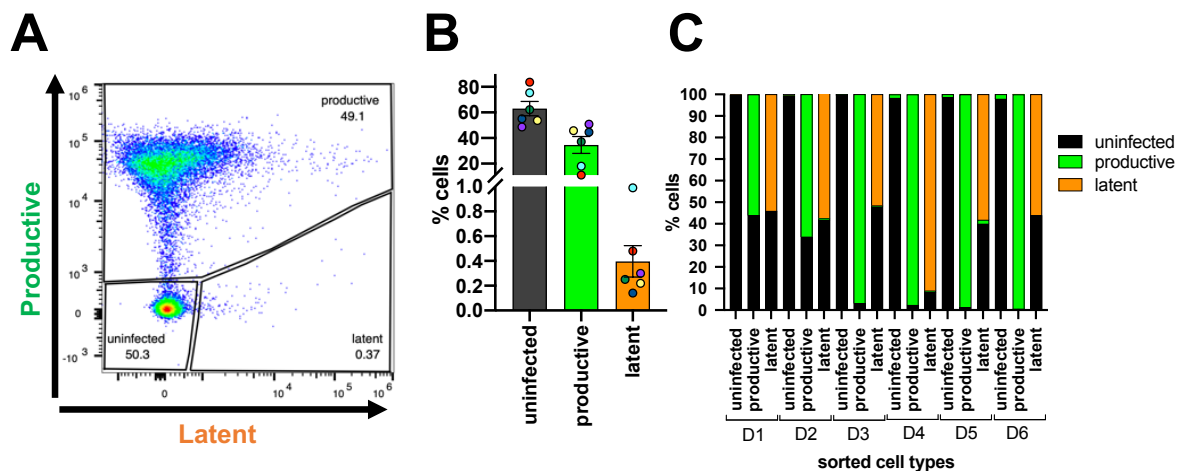 A
Productive
10 6
10 5
10 4
10 3
0
-10 3
productive
49.1
uninfected
50.3
latent
0.37
0
10 4
10 5
10 6
Latent
B
% cells
80
60
40
20
1.0
0.8
0.6
0.4
0.2
0.0
uninfected
productive
latent
C
% cells
100
90
80
70
60
50
40
30
20
10
0
uninfected
productive
latent
uninfected
productive
latent
uninfected
productive
latent
uninfected
productive
latent
uninfected
productive
latent
uninfected
productive
latent
D1
D2
D3
D4
D5
D6
sorted cell types
uninfected
productive
latent